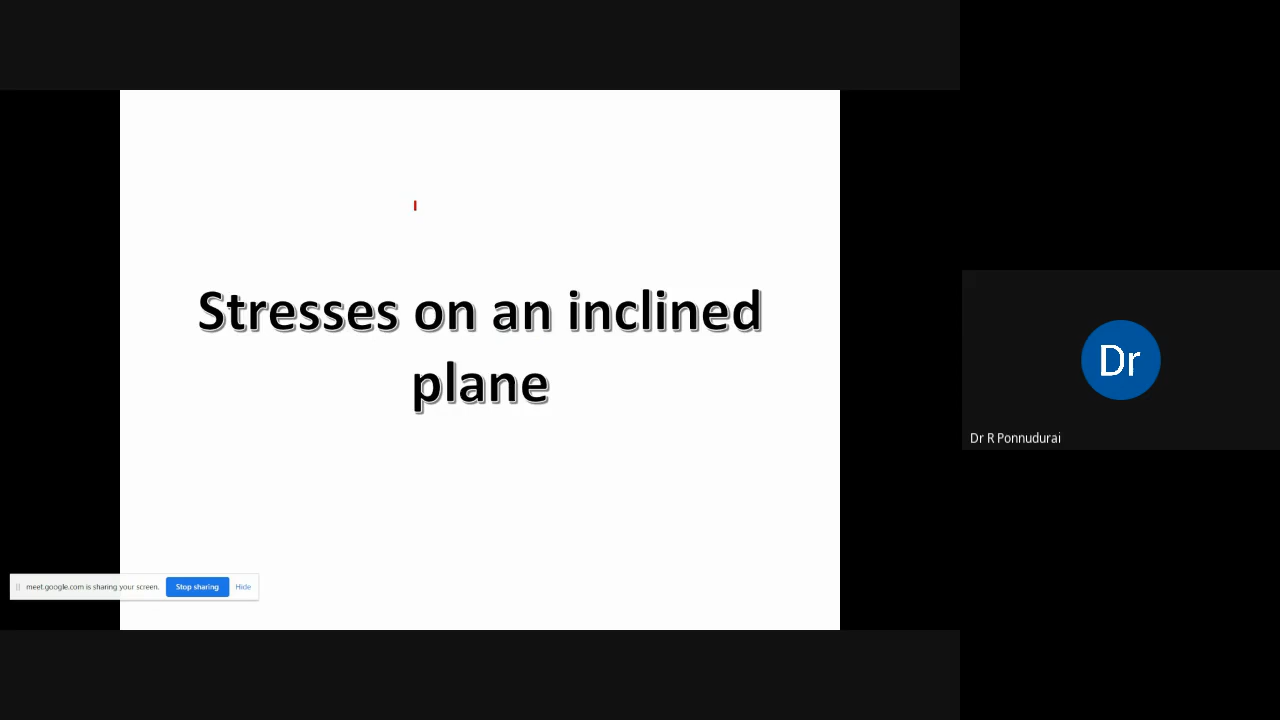 Stresses on an inclined
plane
meet.google.com is sharing your screen.
Stop sharing
Hide
Dr
Dr R Ponnudurai